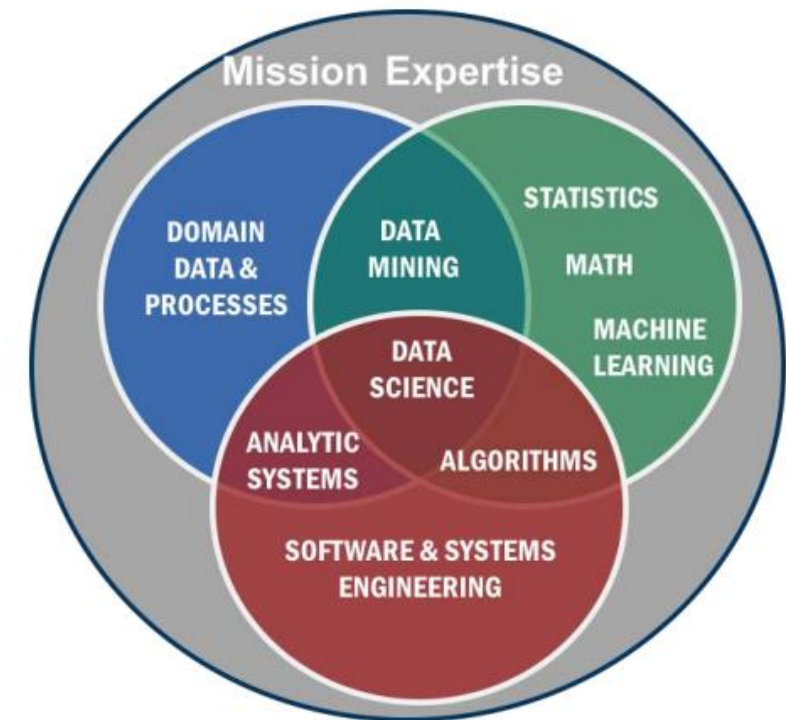 Mission Expertise
DOMAIN
DATA &
PROCESSES
DATA
MINING
STATISTICS
MATH
MACHINE
LEARNING
DATA
SCIENCE
ANALYTIC
SYSTEMS
ALGORITHMS
SOFTWARE & SYSTEMS
ENGINEERING